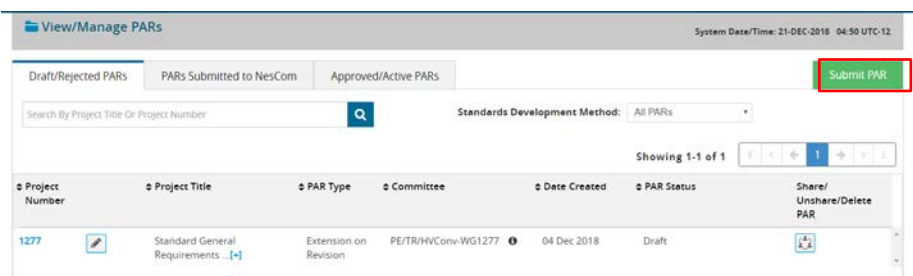 View/Manage PARs
System Date/Time: 21-DEC-2018 04:50 UTC-12
Draft/Rejected PARs
PARs Submitted to NesCom
Approved/Active PARs
Submit PAR
Search By Project Title Or Project Number
Standards Development Method: All PARs
Showing 1-1 of 1
1
Project Number
Project Title
PAR Type
Committee
Date Created
PAR Status
Share/
Unshare/Delete
PAR
1277
Standard General
Requirements ...[+]
Extension on
Revision
PE/TR/HVConv-WG1277
04 Dec 2018
Draft